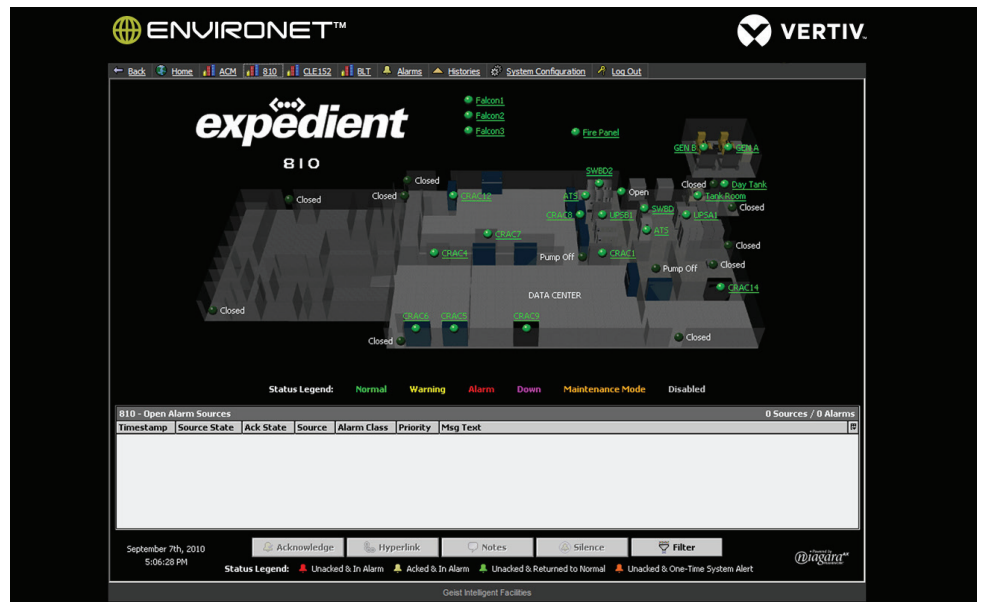 ENVIRONET™
VERTIV™
Back Home ACM 810 CLE152 BLT Alarms Histories System Configuration Log Out
expedient
810
Falcon1
Falcon2
Falcon3
Fire Panel
GEN B GEN A
SWBD2
Closed
Closed
Closed
CRAC12
ATS
Open
Closed
Day Tank
Tank Room
Closed
CRAC8
UPSB1
SWBD
UPSA1
ATS
CRAC7
CRAC4
Pump Off
CRAC1
Closed
Pump Off
Closed
CRAC14
DATA CENTER
Closed
CRAC6 CRAC5 CRAC9
Closed
Closed
Status Legend: Normal Warning Alarm Down Maintenance Mode Disabled
810 - Open Alarm Sources 0 Sources / 0 Alarms
Timestamp Source State Ack State Source Alarm Class Priority Msg Text
September 7th, 2010
5:06:28 PM
Acknowledge Hyperlink Notes Silence Filter
Status Legend: Unacked & In Alarm Acked & In Alarm Unacked & Returned to Normal Unacked & One-Time System Alert
niagara AX
Geist Intelligent Facilities